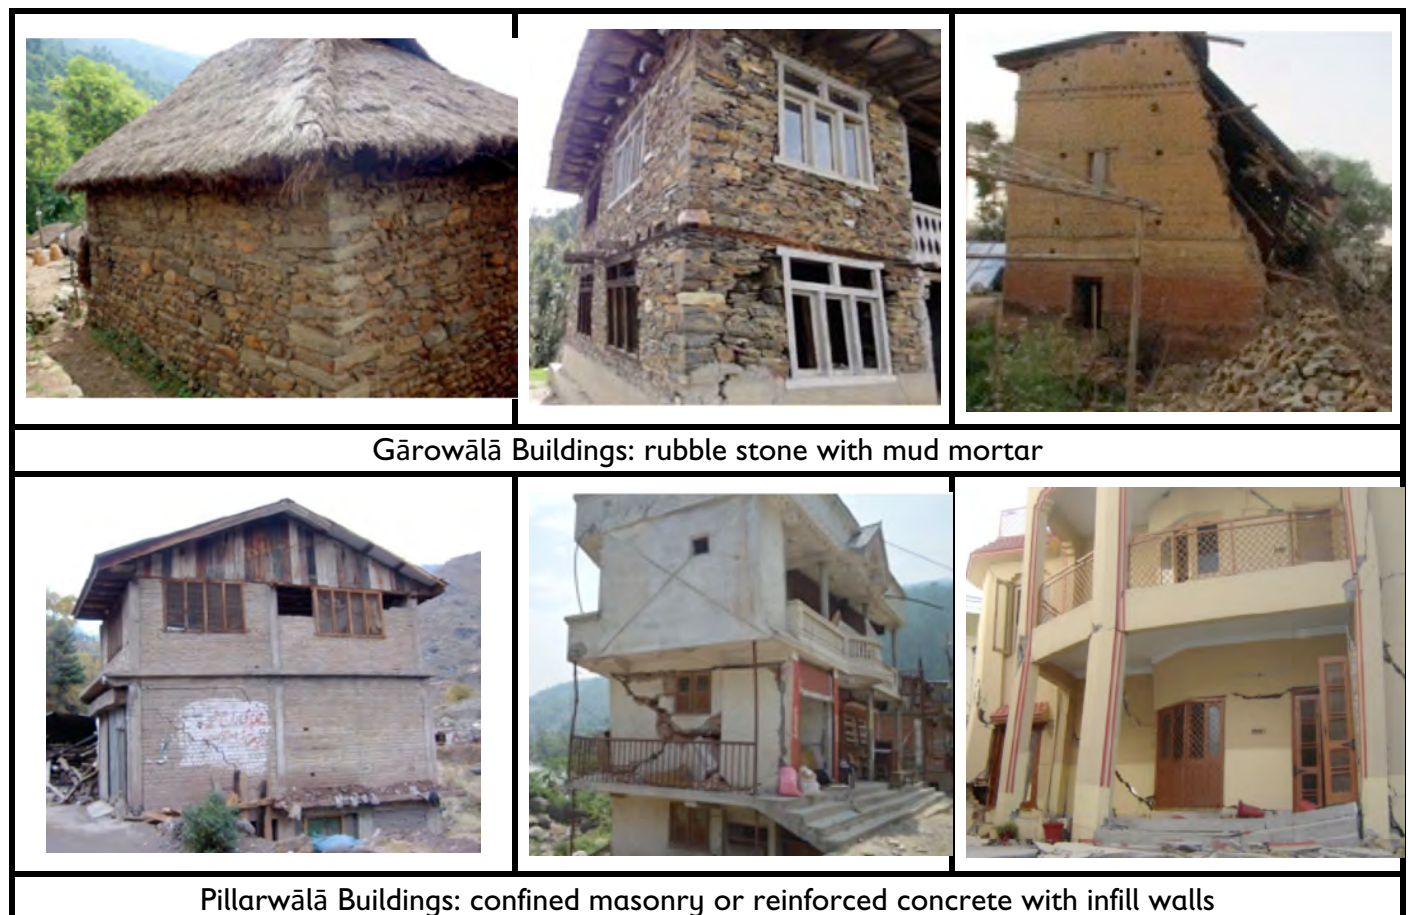 Gārowālā Buildings: rubble stone with mud mortar
Pillarwālā Buildings: confined masonry or reinforced concrete with infill walls